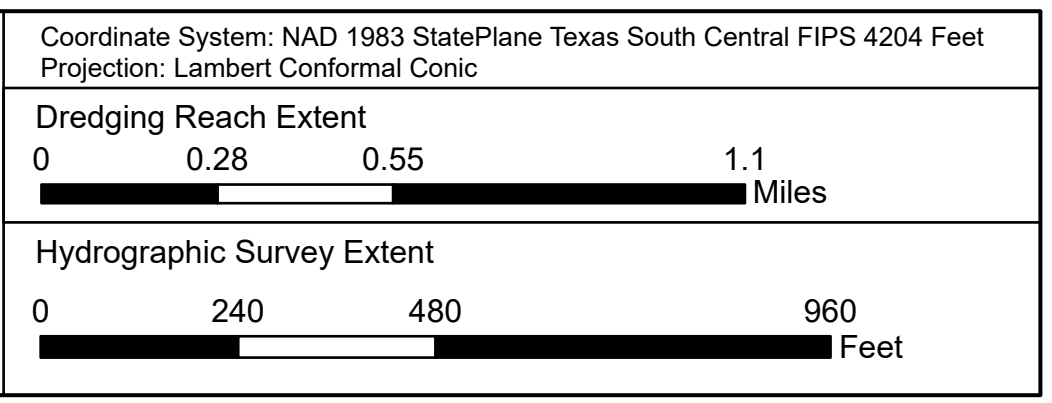 Coordinate System: NAD 1983 StatePlane Texas South Central FIPS 4204 Feet
Projection: Lambert Conformal Conic
Dredging Reach Extent
0 0.28 0.55 1.1
Miles
Hydrographic Survey Extent
0 240 480 960
Feet